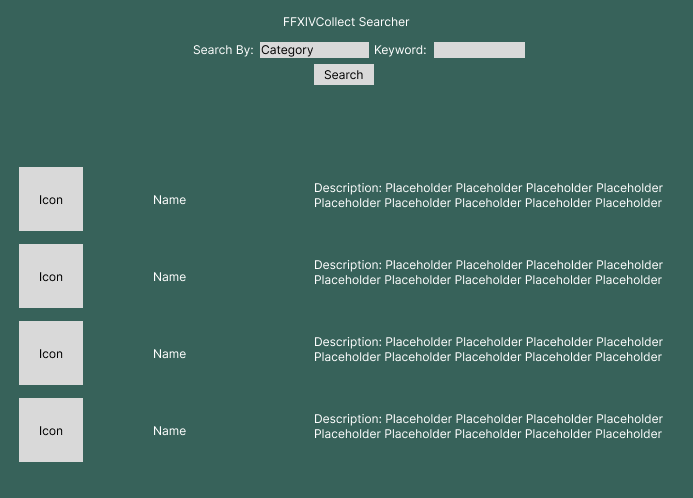 FFXIVCollect Searcher
Search By: Category Keyword:
Search
Icon
Name
Description: Placeholder Placeholder Placeholder Placeholder
Placeholder Placeholder Placeholder Placeholder Placeholder
Icon
Name
Description: Placeholder Placeholder Placeholder Placeholder
Placeholder Placeholder Placeholder Placeholder Placeholder
Icon
Name
Description: Placeholder Placeholder Placeholder Placeholder
Placeholder Placeholder Placeholder Placeholder Placeholder
Icon
Name
Description: Placeholder Placeholder Placeholder Placeholder
Placeholder Placeholder Placeholder Placeholder Placeholder